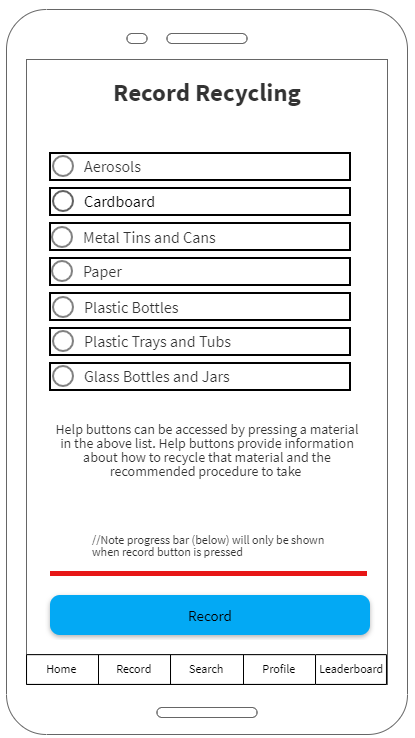 Record Recycling
Aerosols
Cardboard
Metal Tins and Cans
Paper
Plastic Bottles
Plastic Trays and Tubs
Glass Bottles and Jars
Help buttons can be accessed by pressing a material
in the above list. Help buttons provide information
about how to recycle that material and the
recommended procedure to take
//Note progress bar (below) will only be shown
when record button is pressed
Record
Home Record Search Profile Leaderboard